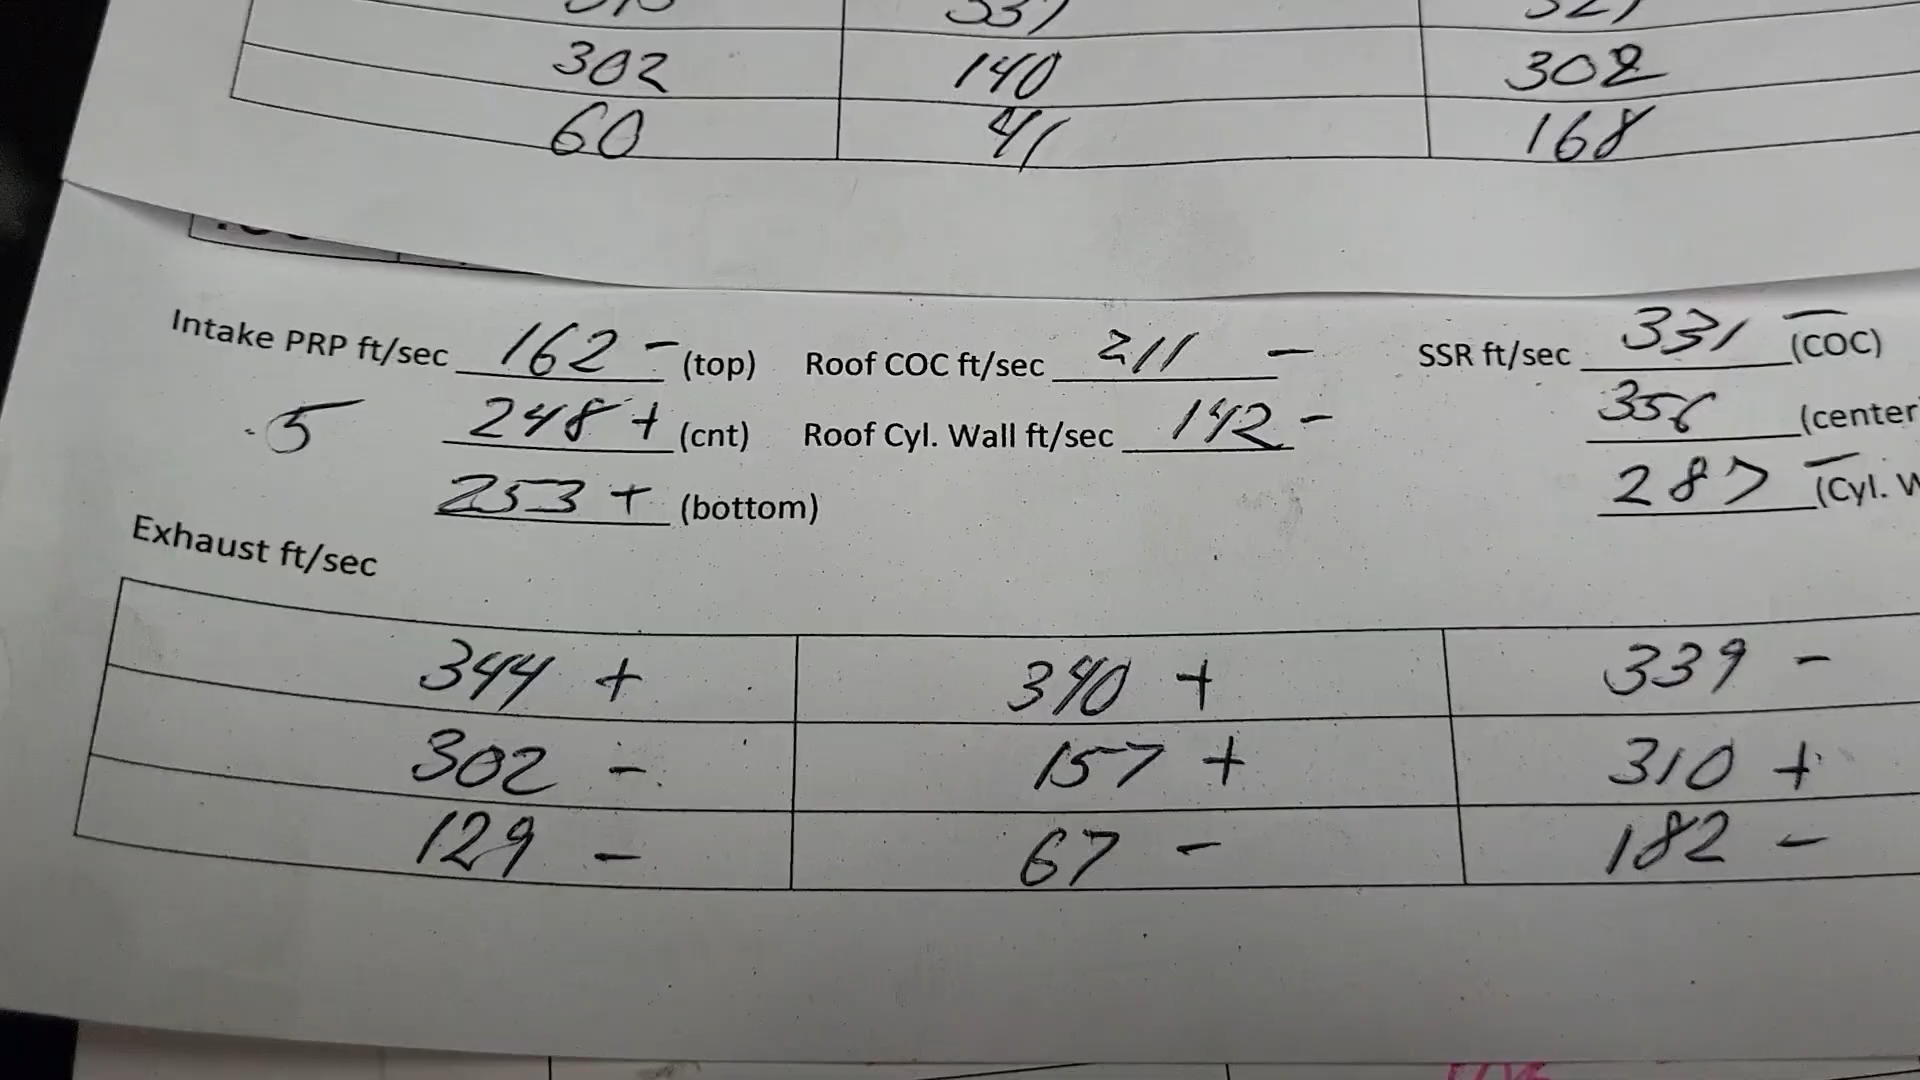 302 140 302
60 41 168
Intake PRP ft/sec 162 - (top) Roof COC ft/sec 211 - SSR ft/sec 331 - (COC)
.5 248 + (cnt) Roof Cyl. Wall ft/sec 142 - 356 (center
253 + (bottom) 287 - (Cyl.
Exhaust ft/sec
344 + 340 + 339 -
302 - 157 + 310 +
129 - 67 - 182 -